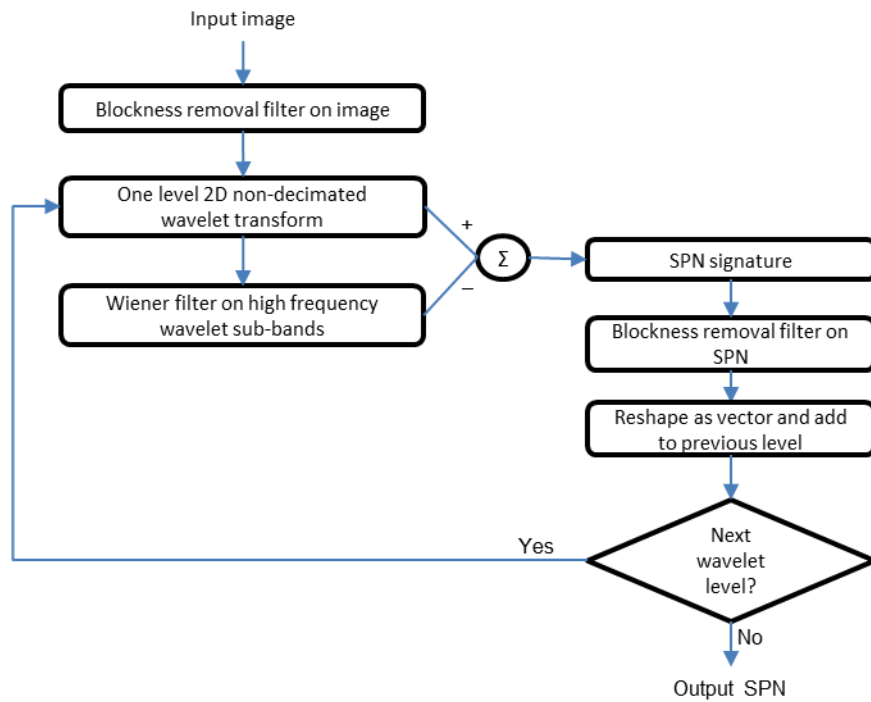 Input image
Blockness removal filter on image
One level 2D non-decimated
wavelet transform
+
Σ
−
Wiener filter on high frequency
wavelet sub-bands
SPN signature
Blockness removal filter on
SPN
Reshape as vector and add
to previous level
Next
wavelet
level?
Yes
No
Output SPN